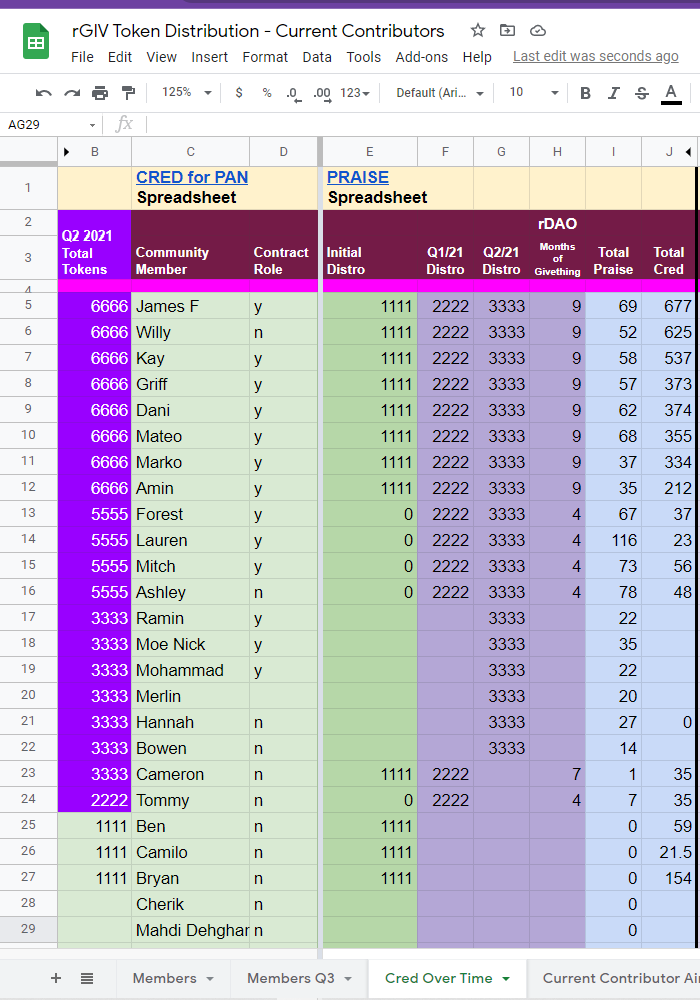 rGIV Token Distribution - Current Contributors
File Edit View Insert Format Data Tools Add-ons Help Last edit was seconds ago
125% $ % .0 .00 123 Default (Ari... 10 B I S A
AG29 fx
B C D E F G H I J
1 CRED for PAN PRAISE
Spreadsheet Spreadsheet
2 rDAO
3 Q2 2021 Total Tokens Community Member Contract Role Initial Distro Q1/21 Distro Q2/21 Distro Months of Givething Total Praise Total Cred
4
5 6666 James F y 1111 2222 3333 9 69 677
6 6666 Willy n 1111 2222 3333 9 52 625
7 6666 Kay y 1111 2222 3333 9 58 537
8 6666 Griff y 1111 2222 3333 9 57 373
9 6666 Dani y 1111 2222 3333 9 62 374
10 6666 Mateo y 1111 2222 3333 9 68 355
11 6666 Marko y 1111 2222 3333 9 37 334
12 6666 Amin y 1111 2222 3333 9 35 212
13 5555 Forest y 0 2222 3333 4 67 37
14 5555 Lauren y 0 2222 3333 4 116 23
15 5555 Mitch y 0 2222 3333 4 73 56
16 5555 Ashley n 0 2222 3333 4 78 48
17 3333 Ramin y 3333 22
18 3333 Moe Nick y 3333 35
19 3333 Mohammad y 3333 22
20 3333 Merlin 3333 20
21 3333 Hannah n 3333 27 0
22 3333 Bowen n 3333 14
23 3333 Cameron n 1111 2222 7 1 35
24 2222 Tommy n 0 2222 4 7 35
25 1111 Ben n 1111 0 59
26 1111 Camilo n 1111 0 21.5
27 1111 Bryan n 1111 0 154
28 Cherik n 0
29 Mahdi Dehghar n 0
+ Members Members Q3 Cred Over Time Current Contributor Ai